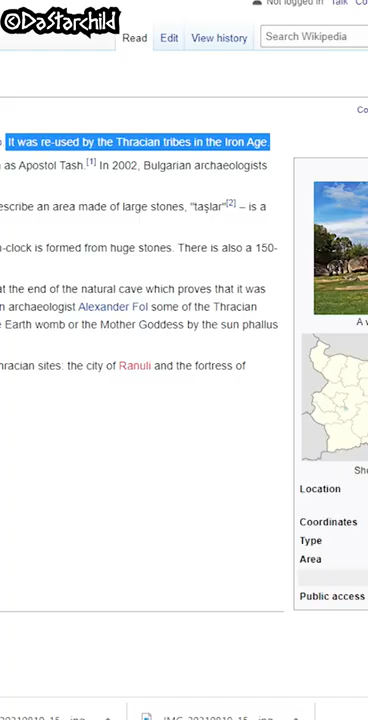 ©DaStarchild
Not logged in Talk
Read Edit View history Search Wikipedia
It was re-used by the Thracian tribes in the Iron Age.
as Apostol Tash.[1] In 2002, Bulgarian archaeologists
describe an area made of large stones, "taşlar"[2] – is a
-clock is formed from huge stones. There is also a 150-
at the end of the natural cave which proves that it was
archaeologist Alexander Fol some of the Thracian
Earth womb or the Mother Goddess by the sun phallus
hracian sites: the city of Ranuli and the fortress of
A
Location
Coordinates
Type
Area
Public access